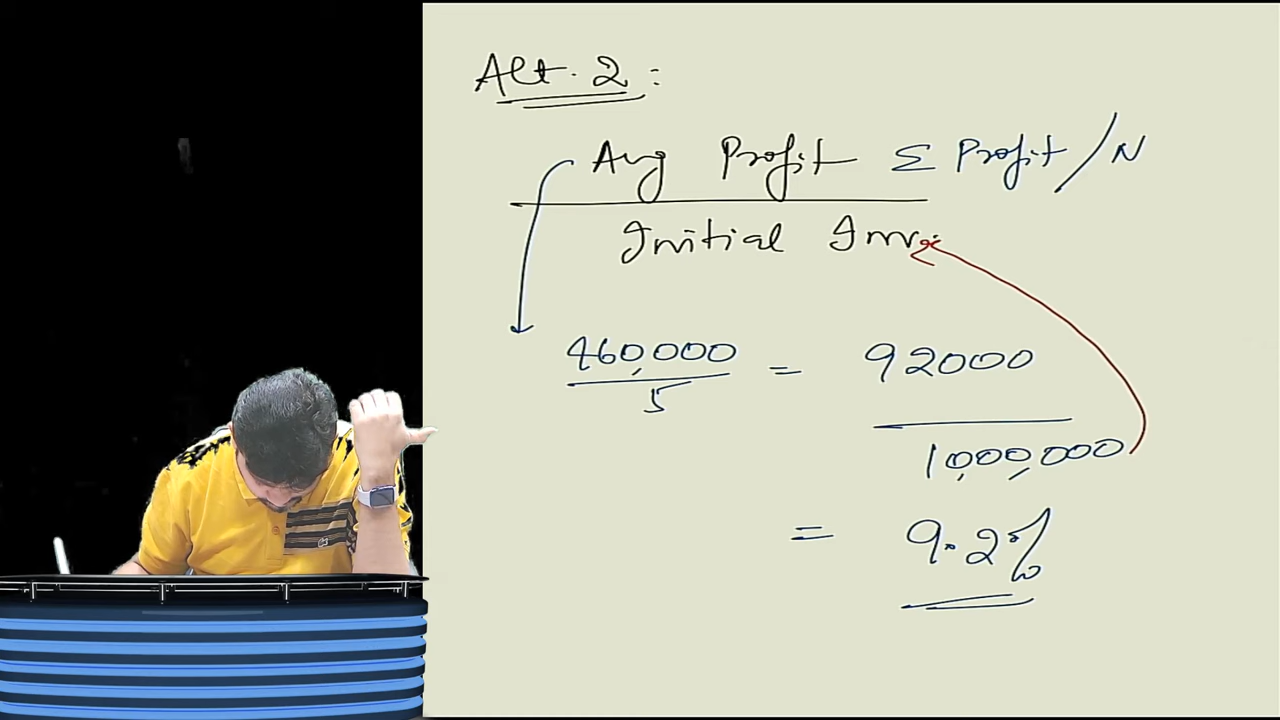 Alt. 2 :
Avg Profit Σ Profit / N
Initial Inv.
460,000 = 92000
5
1,000,000
= 9.2%